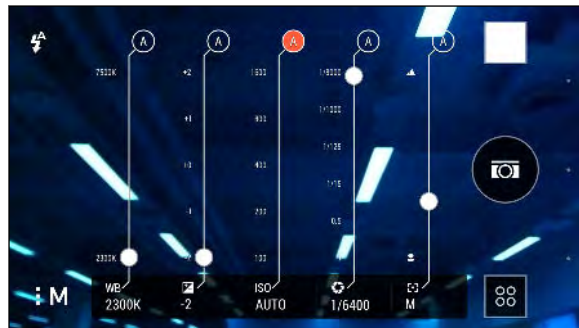 A A A A A A
7500K +2 1600 1/8000
+1 800 1/1000
+0 400 1/125
-1 200 1/15
0.5
2300K -2 100
WB ISO
M 2300K -2 AUTO 1/6400 M